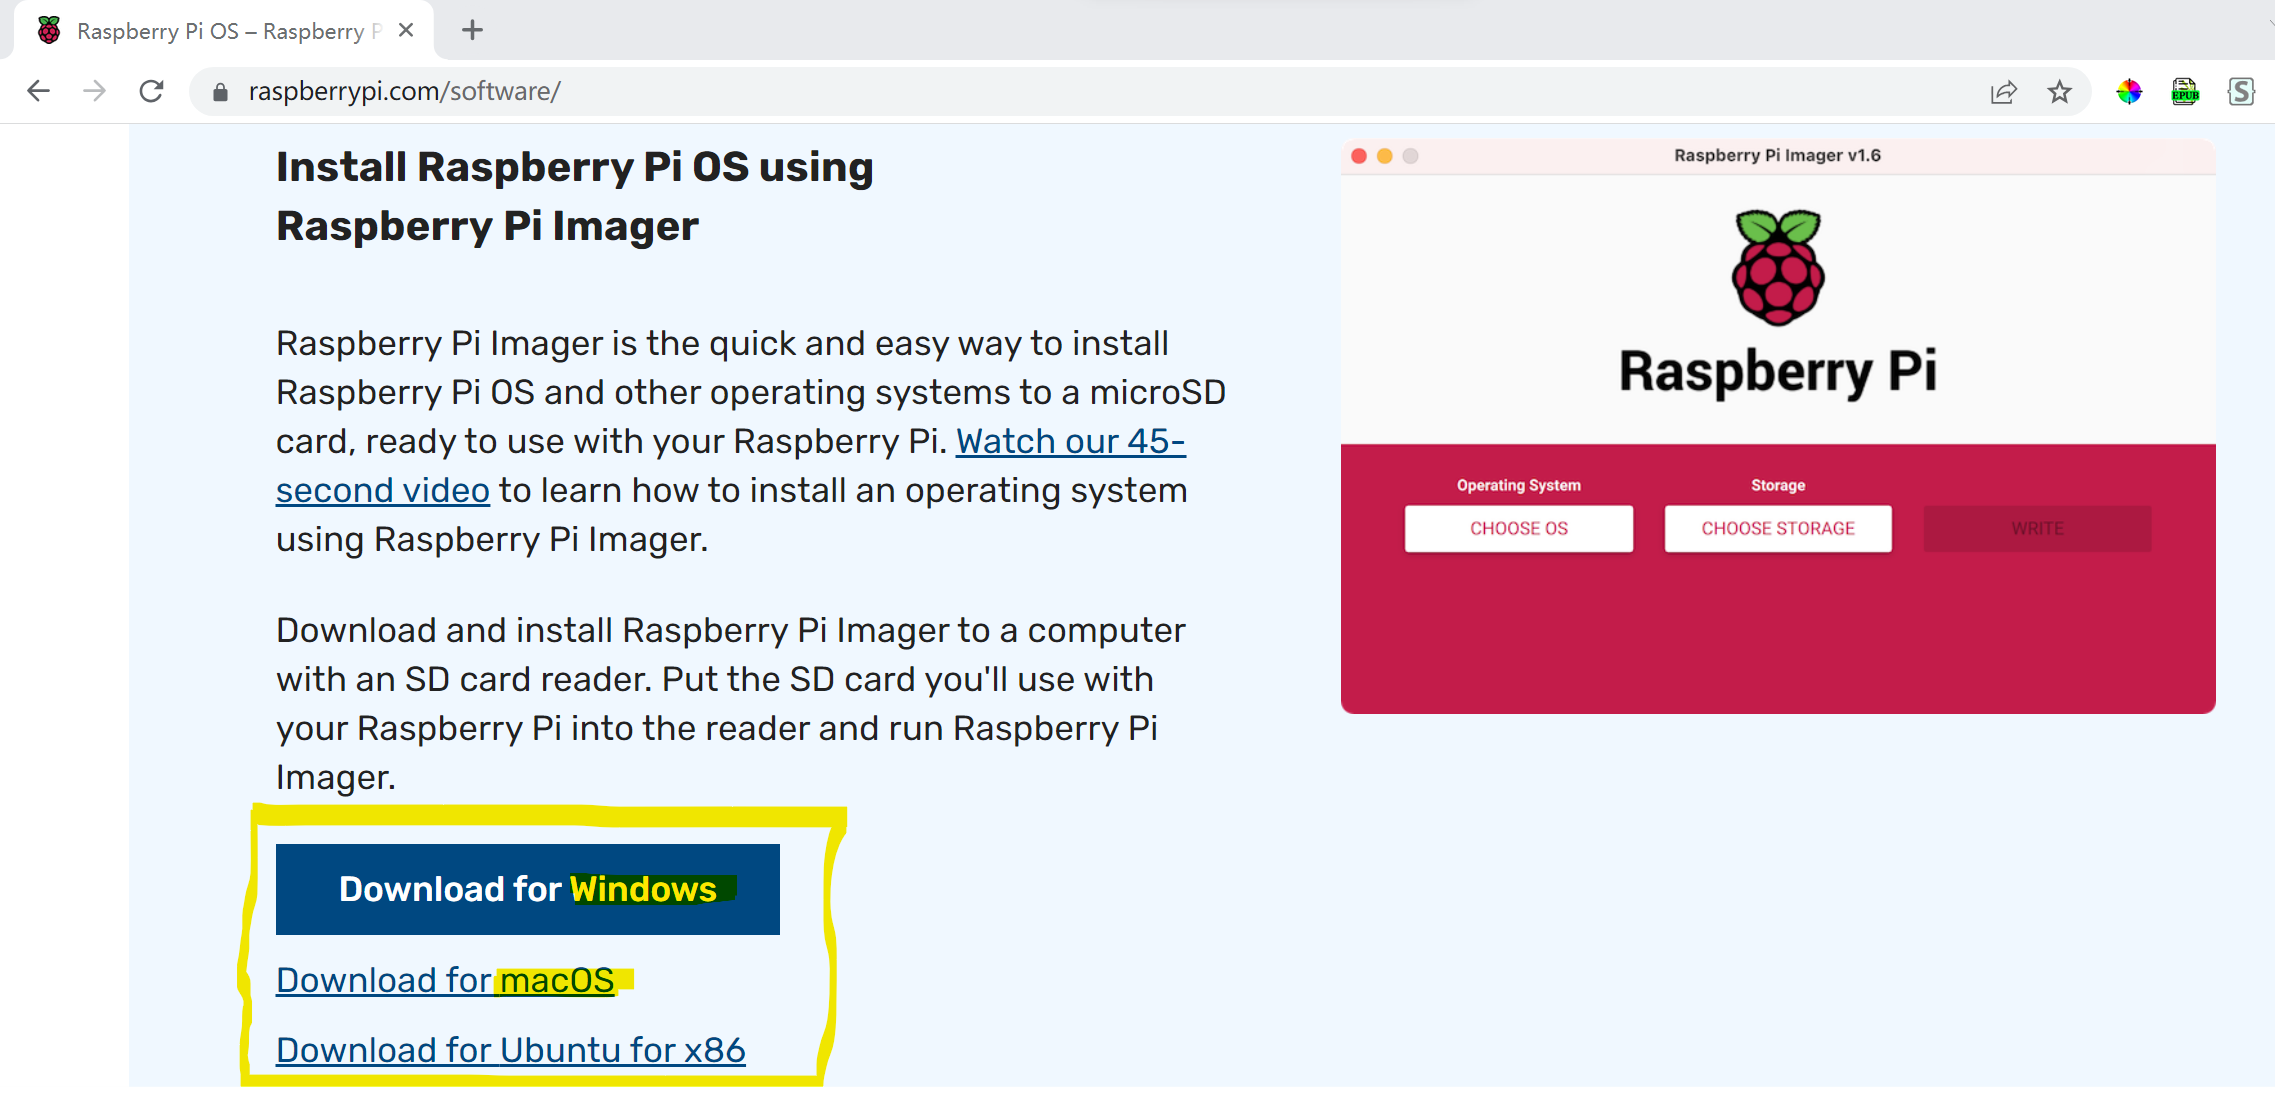 Raspberry Pi OS – Raspberry P
raspberrypi.com/software/
EPUB
S
Install Raspberry Pi OS using
Raspberry Pi Imager
Raspberry Pi Imager is the quick and easy way to install
Raspberry Pi OS and other operating systems to a microSD
card, ready to use with your Raspberry Pi. Watch our 45-
second video to learn how to install an operating system
using Raspberry Pi Imager.
Download and install Raspberry Pi Imager to a computer
with an SD card reader. Put the SD card you'll use with
your Raspberry Pi into the reader and run Raspberry Pi
Imager.
Download for Windows
Download for macOS
Download for Ubuntu for x86
Raspberry Pi Imager v1.6
Raspberry Pi
Operating System
Storage
CHOOSE OS
CHOOSE STORAGE
WRITE